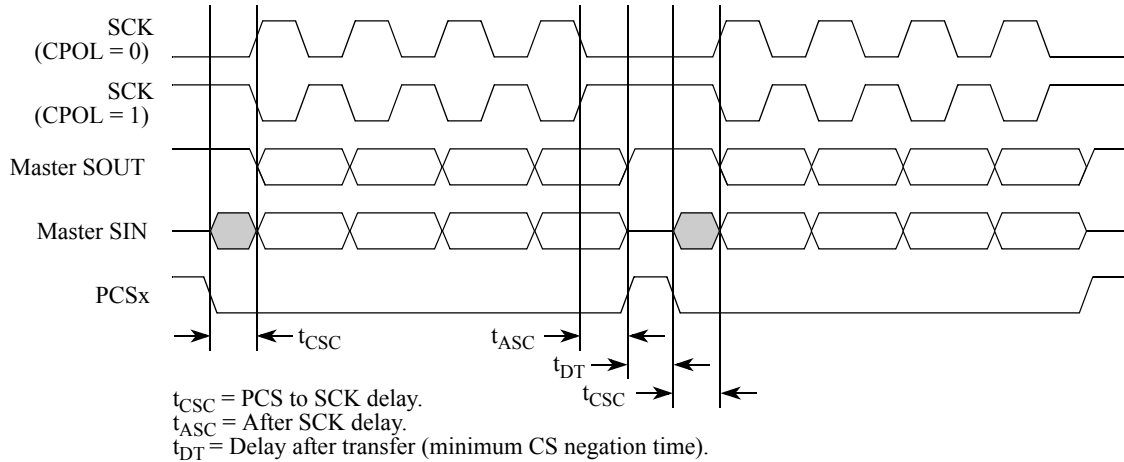 SCK
(CPOL = 0)
SCK
(CPOL = 1)
Master SOUT
Master SIN
PCSx
tCSC
tASC
tDT
tCSC
tCSC = PCS to SCK delay.
tASC = After SCK delay.
tDT = Delay after transfer (minimum CS negation time).